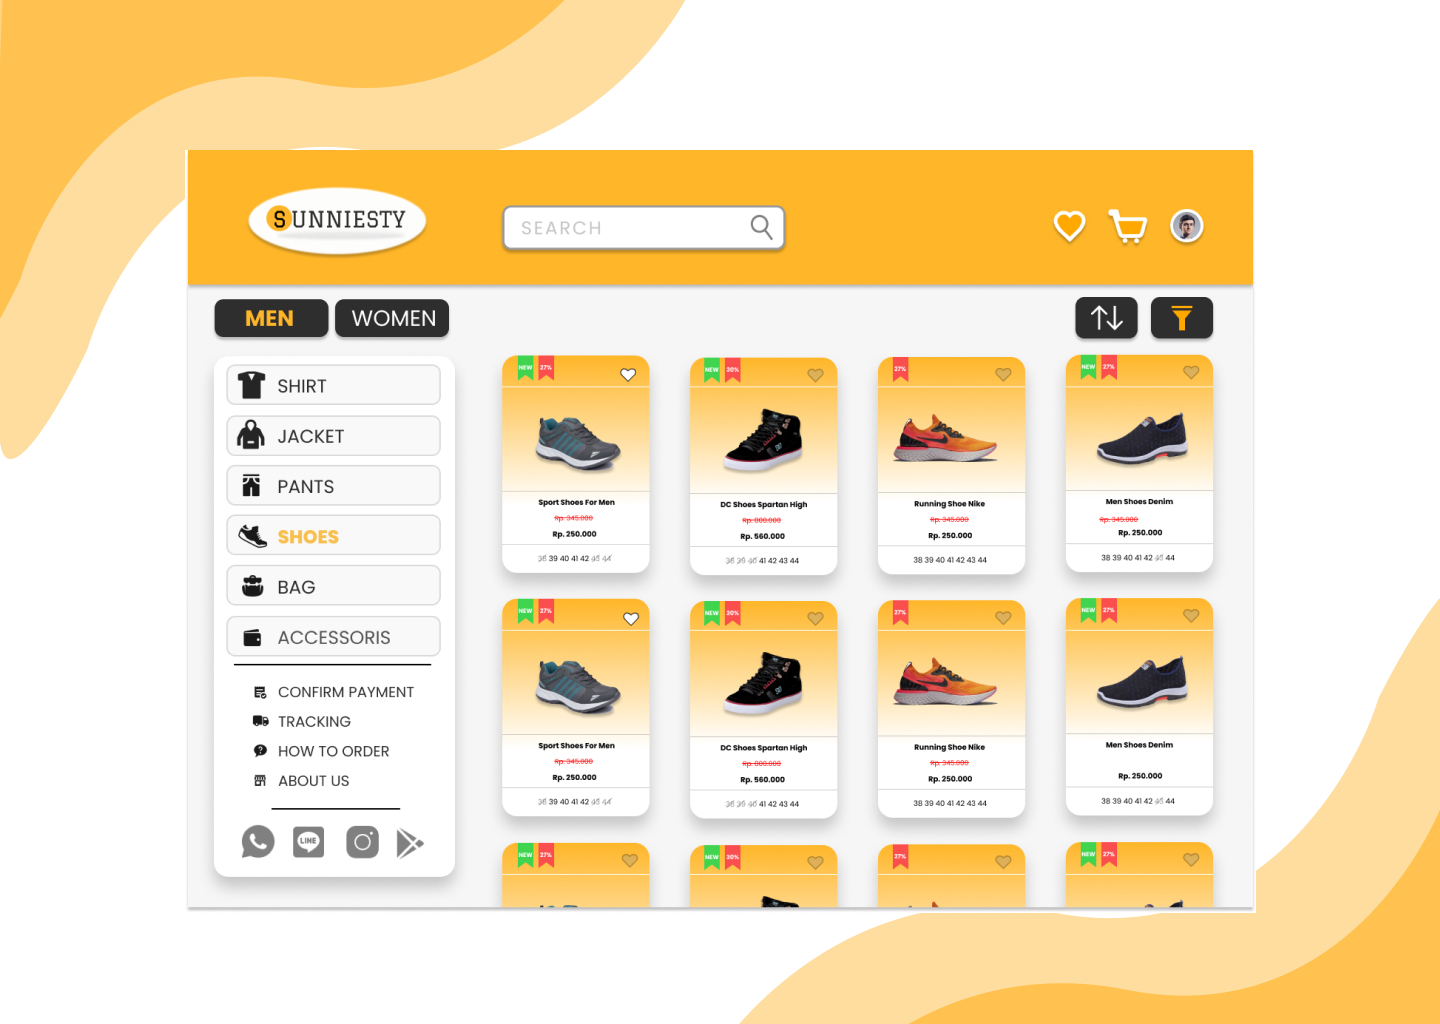 SUNNIESTY
SEARCH
MEN
WOMEN
SHIRT
JACKET
PANTS
SHOES
BAG
ACCESSORIS
CONFIRM PAYMENT
TRACKING
HOW TO ORDER
ABOUT US
LINE
NEW 27%
Sport Shoes For Men
Rp. 345.000
Rp. 250.000
38 39 40 41 42 43 44
NEW 30%
DC Shoes Spartan High
Rp. 800.000
Rp. 560.000
38 39 40 41 42 43 44
27%
Running Shoe Nike
Rp. 345.000
Rp. 250.000
38 39 40 41 42 43 44
NEW 27%
Men Shoes Denim
Rp. 345.000
Rp. 250.000
38 39 40 41 42 43 44
NEW 27%
Sport Shoes For Men
Rp. 345.000
Rp. 250.000
38 39 40 41 42 43 44
NEW 30%
DC Shoes Spartan High
Rp. 800.000
Rp. 560.000
38 39 40 41 42 43 44
27%
Running Shoe Nike
Rp. 345.000
Rp. 250.000
38 39 40 41 42 43 44
NEW 27%
Men Shoes Denim
Rp. 250.000
38 39 40 41 42 43 44
NEW 27%
NEW 30%
27%
NEW 27%